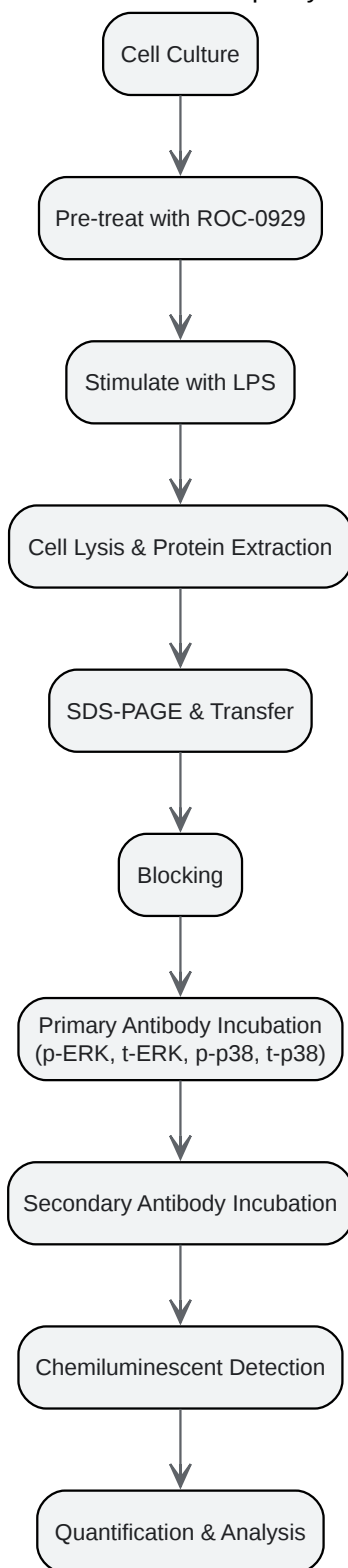 Cell Culture
Pre-treat with ROC-0929
Stimulate with LPS
Cell Lysis & Protein Extraction
SDS-PAGE & Transfer
Blocking
Primary Antibody Incubation
(p-ERK, t-ERK, p-p38, t-p38)
Secondary Antibody Incubation
Chemiluminescent Detection
Quantification & Analysis